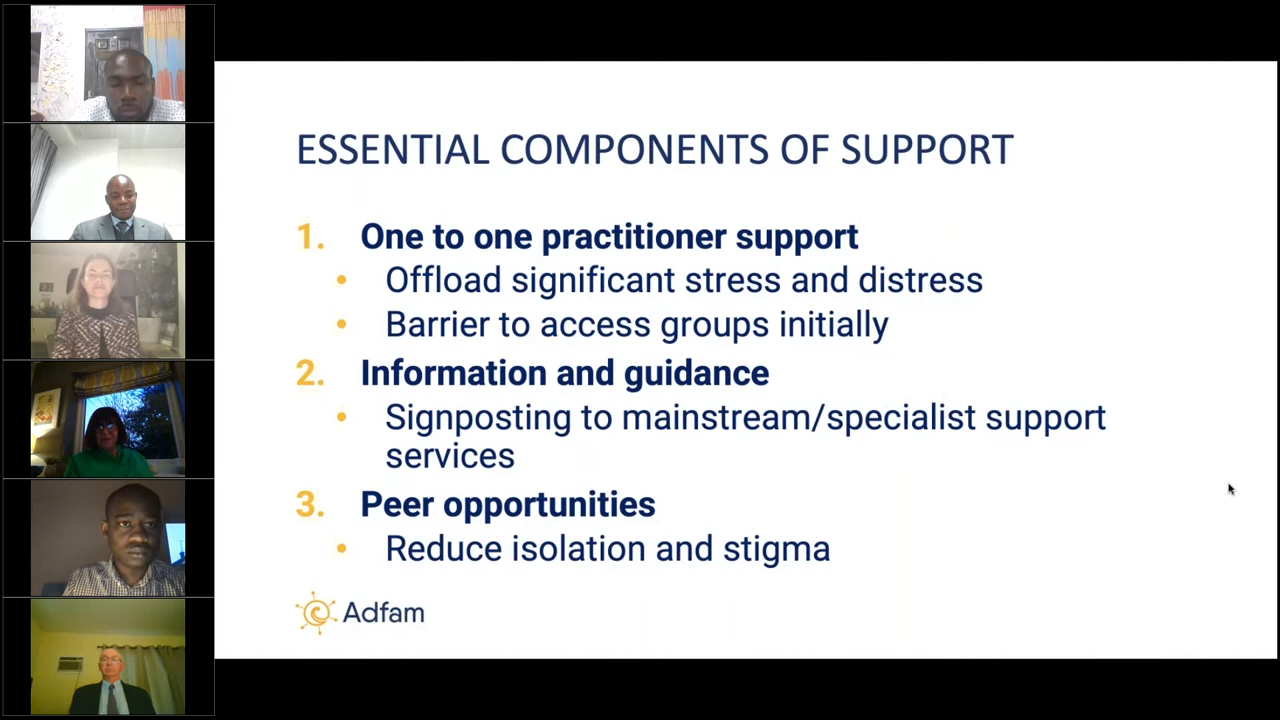 ESSENTIAL COMPONENTS OF SUPPORT
1. One to one practitioner support
• Offload significant stress and distress
• Barrier to access groups initially
2. Information and guidance
• Signposting to mainstream/specialist support
services
3. Peer opportunities
• Reduce isolation and stigma
Adfam